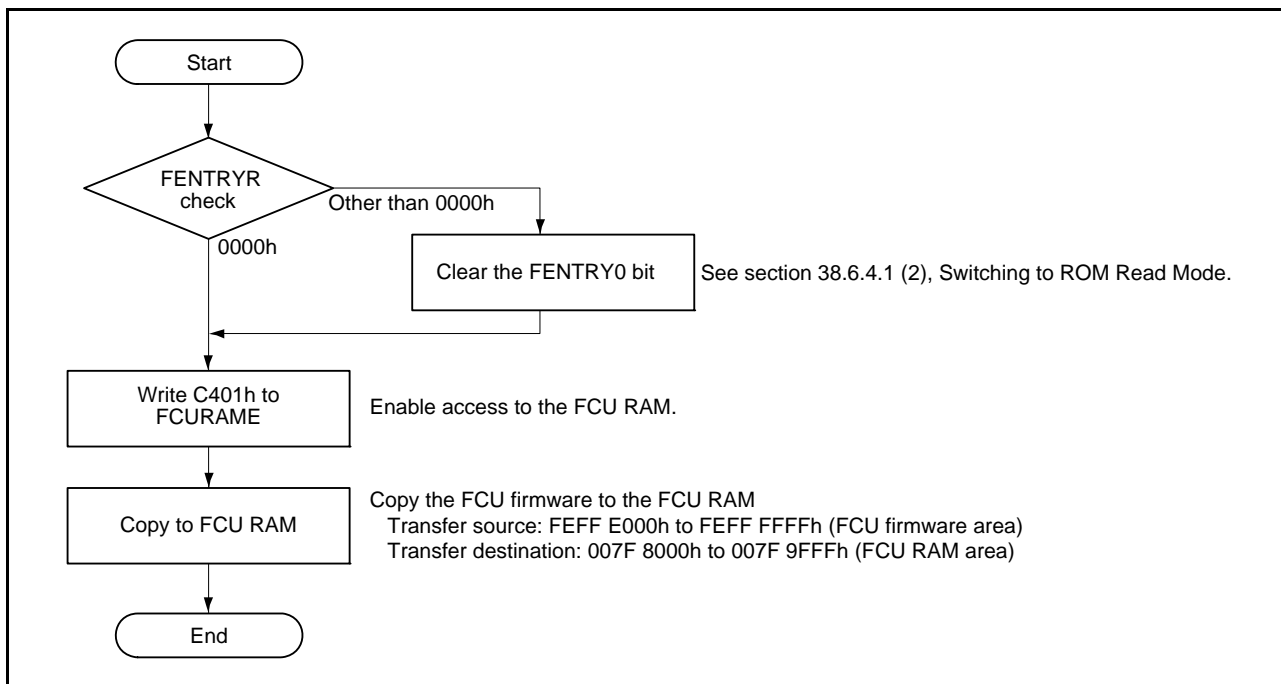 Start
FENTRYR
check
Other than 0000h
0000h
Clear the FENTRY0 bit
See section 38.6.4.1 (2), Switching to ROM Read Mode.
Write C401h to
FCURAME
Enable access to the FCU RAM.
Copy to FCU RAM
Copy the FCU firmware to the FCU RAM
Transfer source: FEFF E000h to FEFF FFFFh (FCU firmware area)
Transfer destination: 007F 8000h to 007F 9FFFh (FCU RAM area)
End